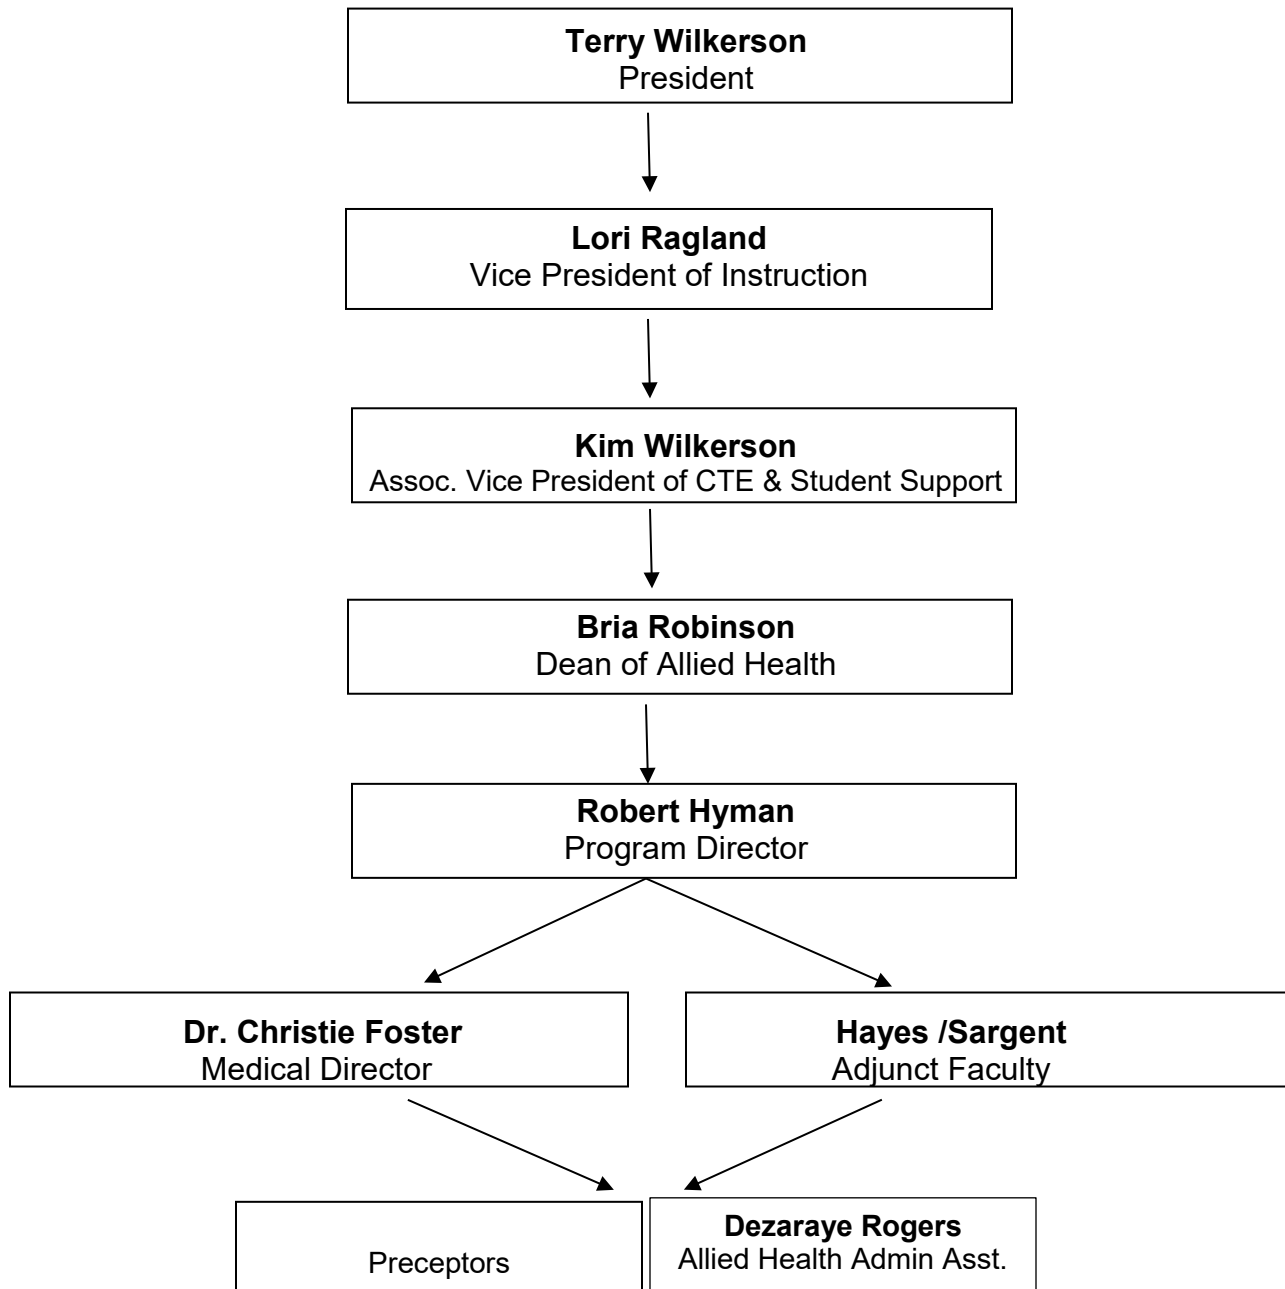 Terry Wilkerson
President
Lori Ragland
Vice President of Instruction
Kim Wilkerson
Assoc. Vice President of CTE & Student Support
Bria Robinson
Dean of Allied Health
Robert Hyman
Program Director
Dr. Christie Foster
Medical Director
Hayes /Sargent
Adjunct Faculty
Preceptors
Dezaraye Rogers
Allied Health Admin Asst.